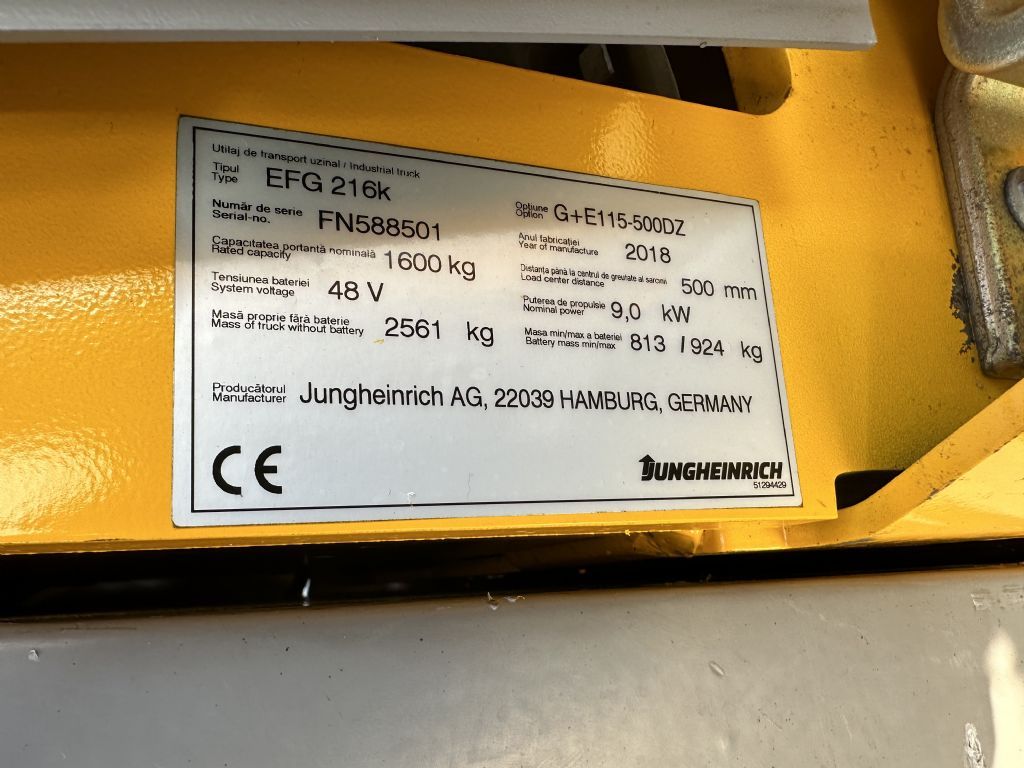 Utilaj de transport uzinal / Industrial truck
Tipul
Type EFG 216k
Opţiune
Option G+E115-500DZ
Număr de serie
Serial-no. FN588501
Anul fabricaţiei
Year of manufacture 2018
Capacitatea portantă nominală
Rated capacity 1600 kg
Distanţa până la centrul de greutate al sarcinii
Load center distance 500 mm
Tensiunea bateriei
System voltage 48 V
Puterea de propulsie
Nominal power 9,0 kW
Masă proprie fără baterie
Mass of truck without battery 2561 kg
Masa min/max a bateriei
Battery mass min/max 813 / 924 kg
Producătorul
Manufacturer Jungheinrich AG, 22039 HAMBURG, GERMANY
CE
JUNGHEINRICH
51294429